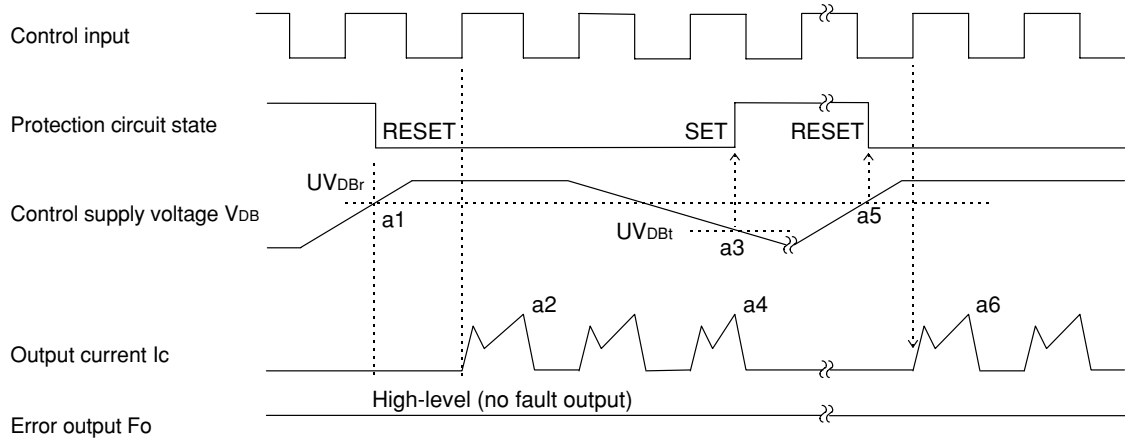 Control input
Protection circuit state
RESET
SET
RESET
UVDBr
Control supply voltage VDB
a1
UVDBt
a3
a5
a2
a4
a6
Output current Ic
High-level (no fault output)
Error output Fo